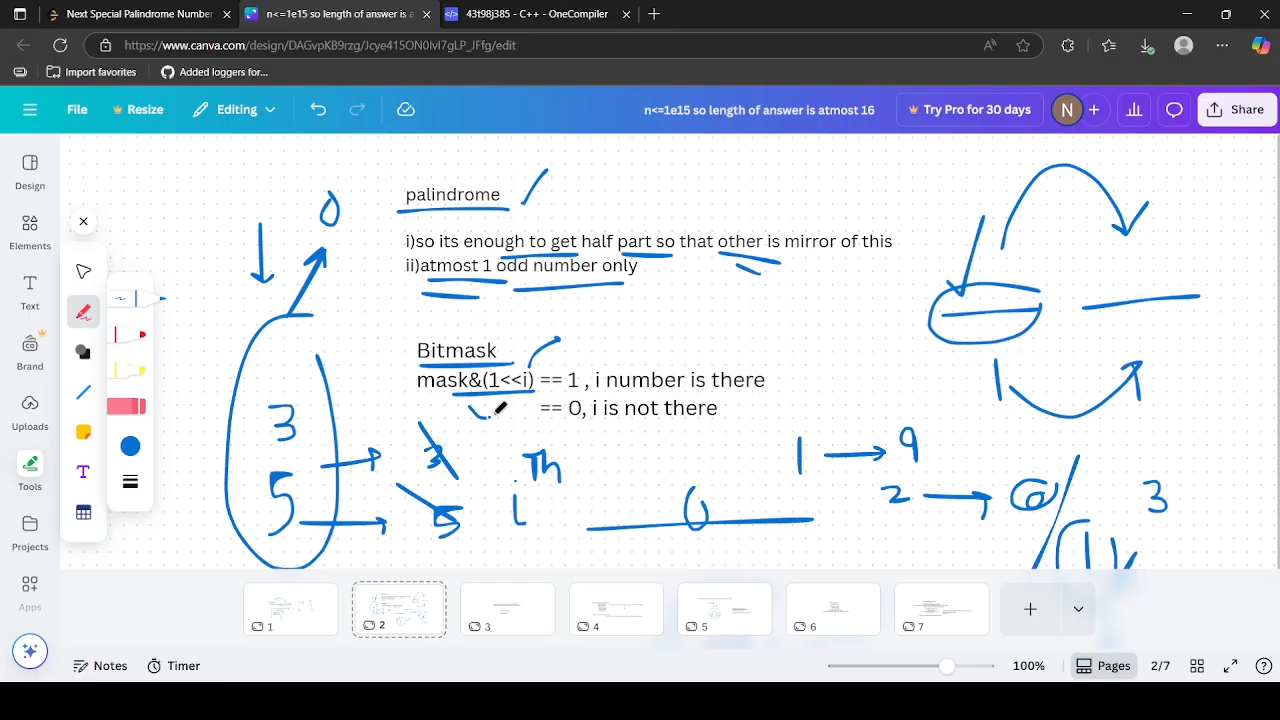 Next Special Palindrome Number
n<=1e15 so length of answer is a
43t98j385 - C++ - OneCompiler
https://www.canva.com/design/DAGvpKB9rzg/Jcye415ON0lvI7gLP_JFfg/edit
Import favorites
Added loggers for...
File
Resize
Editing
n<=1e15 so length of answer is atmost 16
Try Pro for 30 days
N
Share
Design
Elements
Text
Brand
Uploads
Tools
Projects
Apps
palindrome
i)so its enough to get half part so that other is mirror of this
ii)atmost 1 odd number only
Bitmask
mask&(1<<i) == 1 , i number is there
== 0, i is not there
0
3
5
3
5
Th
i
0
1 → 9
2 →
3
1
2
3
4
5
6
7
Notes
Timer
100%
Pages
2/7